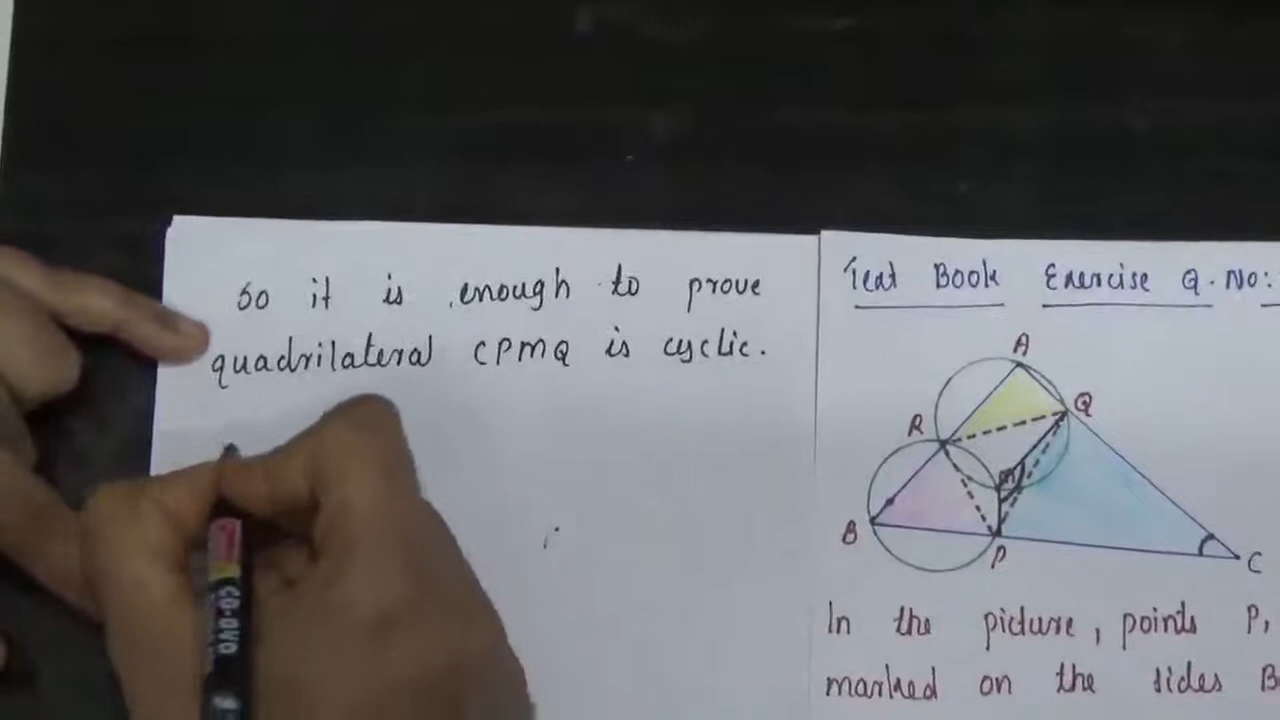 So it is enough to prove
quadrilateral CPMQ is cyclic.
Text Book Exercise Q. No:
A
Q
R
M
B
P
C
In the picture, points P,
marked on the sides B